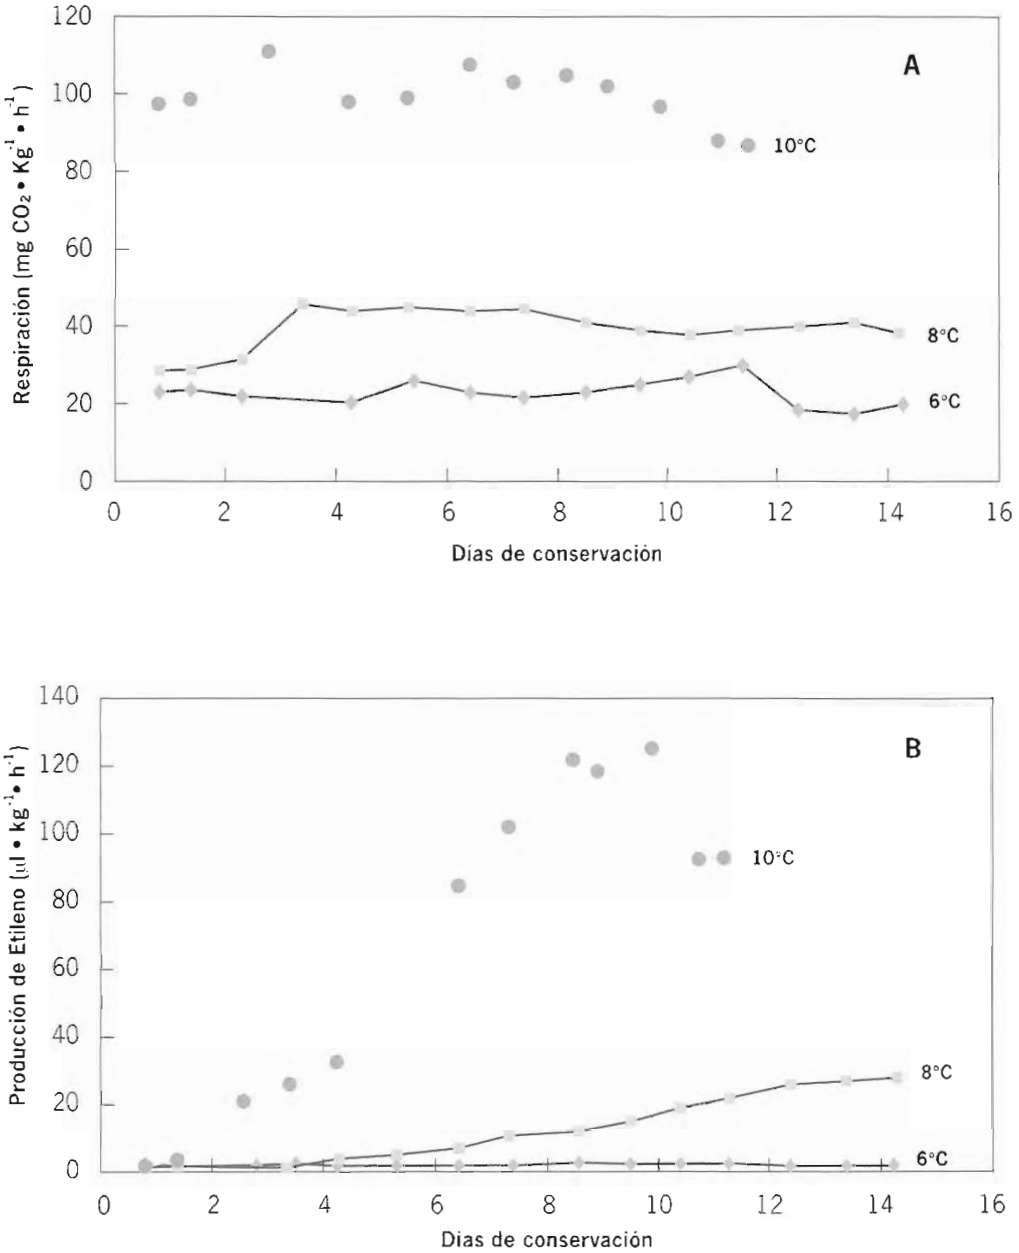 120
100
80
60
40
20
0
Respiración (mg CO₂ • Kg⁻¹ • h⁻¹)
A
10°C
8°C
6°C
0 2 4 6 8 10 12 14 16
Días de conservación
140
120
100
80
60
40
20
0
Producción de Etileno (µl • kg⁻¹ • h⁻¹)
B
10°C
8°C
6°C
0 2 4 6 8 10 12 14 16
Días de conservación